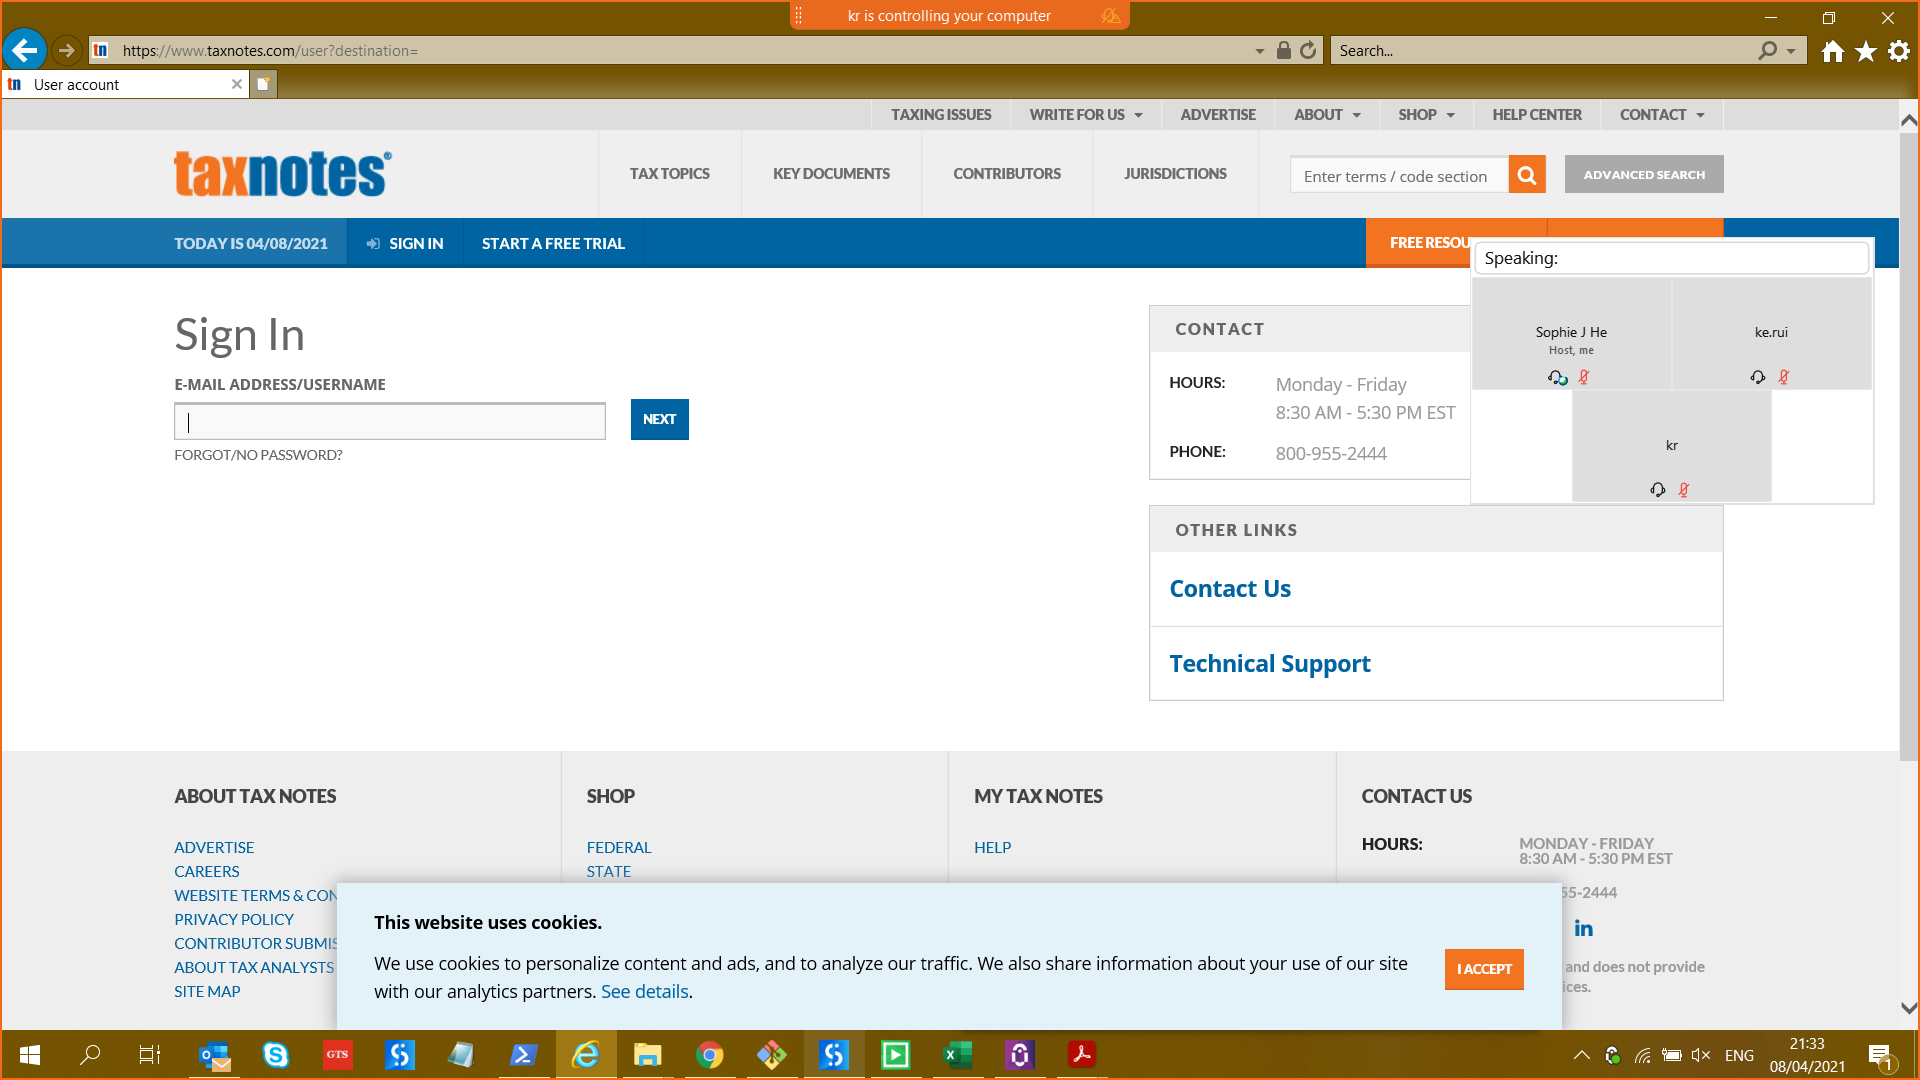 kr is controlling your computer
https://www.taxnotes.com/user?destination=
Search...
tn User account
TAXING ISSUES WRITE FOR US ADVERTISE ABOUT SHOP HELP CENTER CONTACT
taxnotes®
TAX TOPICS KEY DOCUMENTS CONTRIBUTORS JURISDICTIONS
Enter terms / code section
ADVANCED SEARCH
TODAY IS 04/08/2021 SIGN IN START A FREE TRIAL
FREE RESOU
Speaking:
Sophie J He
Host, me
ke.rui
kr
Sign In
E-MAIL ADDRESS/USERNAME
NEXT
FORGOT/NO PASSWORD?
CONTACT
HOURS: Monday - Friday
8:30 AM - 5:30 PM EST
PHONE: 800-955-2444
OTHER LINKS
Contact Us
Technical Support
ABOUT TAX NOTES
ADVERTISE
CAREERS
WEBSITE TERMS & CON
PRIVACY POLICY
CONTRIBUTOR SUBMIS
ABOUT TAX ANALYSTS
SITE MAP
SHOP
FEDERAL
STATE
MY TAX NOTES
HELP
CONTACT US
HOURS: MONDAY - FRIDAY
8:30 AM - 5:30 PM EST
55-2444
in
and does not provide
ices.
This website uses cookies.
We use cookies to personalize content and ads, and to analyze our traffic. We also share information about your use of our site
with our analytics partners. See details.
I ACCEPT
GTS
ENG
21:33
08/04/2021
1